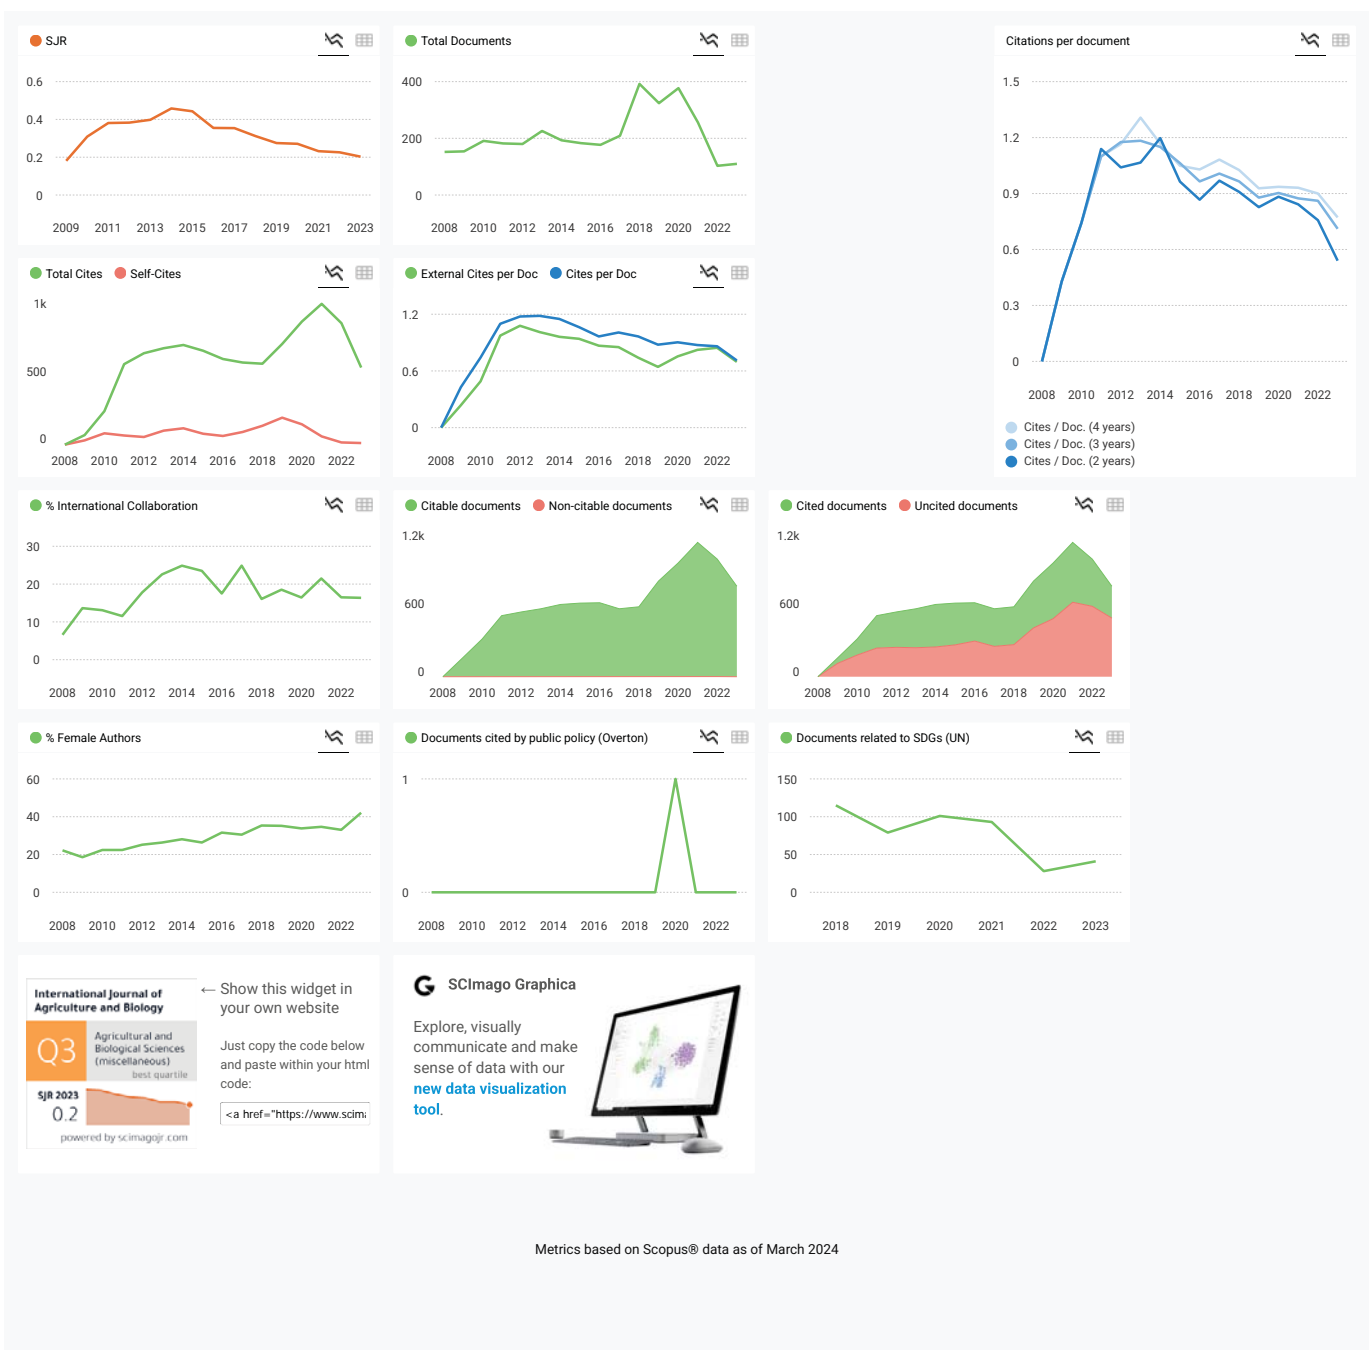 SJR
0.6
0.4
0.2
0
2009 2011 2013 2015 2017 2019 2021 2023
Total Documents
400
200
0
2008 2010 2012 2014 2016 2018 2020 2022
Citations per document
1.5
1.2
0.9
0.6
0.3
0
2008 2010 2012 2014 2016 2018 2020 2022
Cites / Doc. (4 years)
Cites / Doc. (3 years)
Cites / Doc. (2 years)
Total Cites Self-Cites
1k
500
0
2008 2010 2012 2014 2016 2018 2020 2022
External Cites per Doc Cites per Doc
1.2
0.6
0
2008 2010 2012 2014 2016 2018 2020 2022
% International Collaboration
30
20
10
0
2008 2010 2012 2014 2016 2018 2020 2022
Citable documents Non-citable documents
1.2k
600
0
2008 2010 2012 2014 2016 2018 2020 2022
Cited documents Uncited documents
1.2k
600
0
2008 2010 2012 2014 2016 2018 2020 2022
% Female Authors
60
40
20
0
2008 2010 2012 2014 2016 2018 2020 2022
Documents cited by public policy (Overton)
1
0
2008 2010 2012 2014 2016 2018 2020 2022
Documents related to SDGs (UN)
150
100
50
0
2018 2019 2020 2021 2022 2023
International Journal of
Agriculture and Biology
Q3
Agricultural and
Biological Sciences
(miscellaneous)
best quartile
SJR 2023
0.2
powered by scimagojr.com
← Show this widget in
your own website
Just copy the code below
and paste within your html
code:
<a href="https://www.scima
SCImago Graphica
Explore, visually
communicate and make
sense of data with our
new data visualization
tool.
Metrics based on Scopus® data as of March 2024